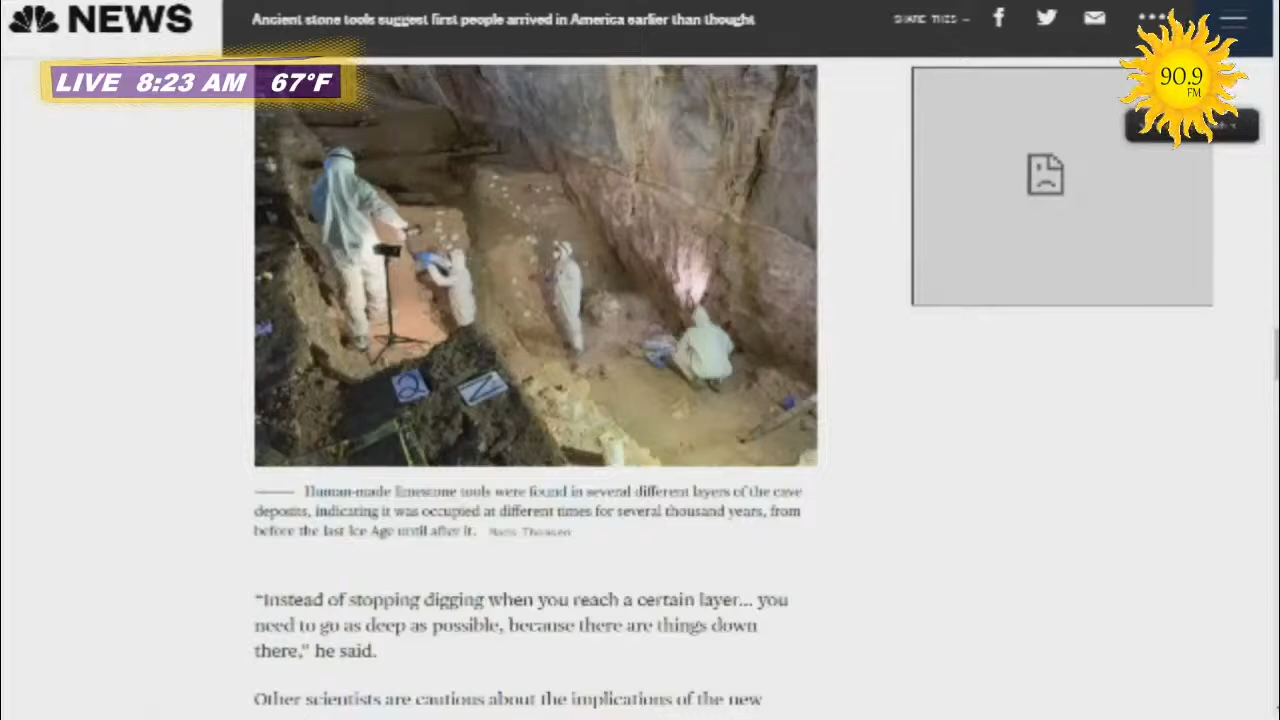 NEWS
Ancient stone tools suggest first people arrived in America earlier than thought
SHARE THIS —
LIVE 8:23 AM 67°F
90.9
FM
Q
N
Human-made limestone tools were found in several different layers of the cave
deposits, indicating it was occupied at different times for several thousand years, from
before the last Ice Age until after it.
“Instead of stopping digging when you reach a certain layer... you
need to go as deep as possible, because there are things down
there,” he said.
Other scientists are cautious about the implications of the new